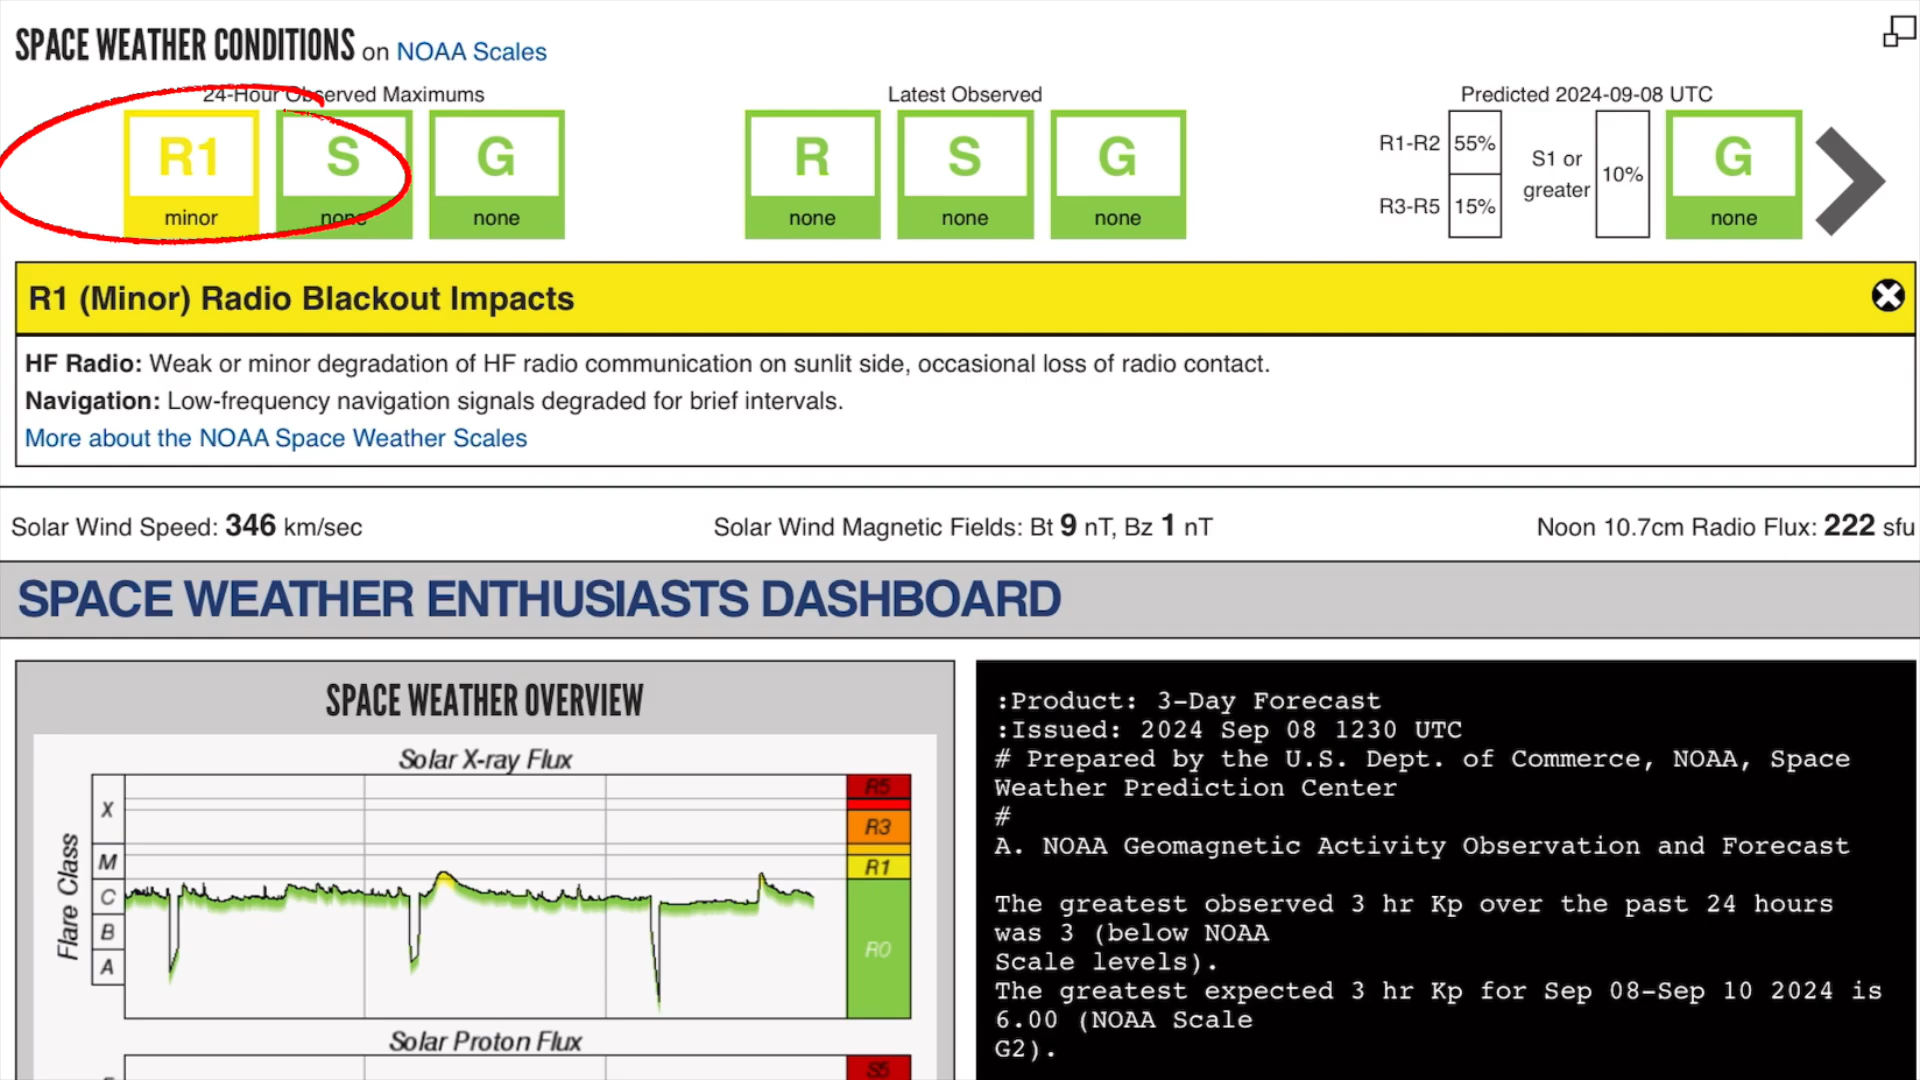 SPACE WEATHER CONDITIONS on NOAA Scales
24-Hour Observed Maximums
R1
minor
S
none
G
none
Latest Observed
R
none
S
none
G
none
Predicted 2024-09-08 UTC
R1-R2 55%
R3-R5 15%
S1 or
greater
10%
G
none
R1 (Minor) Radio Blackout Impacts
HF Radio: Weak or minor degradation of HF radio communication on sunlit side, occasional loss of radio contact.
Navigation: Low-frequency navigation signals degraded for brief intervals.
More about the NOAA Space Weather Scales
Solar Wind Speed: 346 km/sec
Solar Wind Magnetic Fields: Bt 9 nT, Bz 1 nT
Noon 10.7cm Radio Flux: 222 sfu
SPACE WEATHER ENTHUSIASTS DASHBOARD
SPACE WEATHER OVERVIEW
Solar X-ray Flux
Flare Class
X
M
C
B
A
R5
R3
R1
R0
Solar Proton Flux
S5
:Product: 3-Day Forecast
:Issued: 2024 Sep 08 1230 UTC
# Prepared by the U.S. Dept. of Commerce, NOAA, Space
Weather Prediction Center
#
A. NOAA Geomagnetic Activity Observation and Forecast
The greatest observed 3 hr Kp over the past 24 hours
was 3 (below NOAA
Scale levels).
The greatest expected 3 hr Kp for Sep 08-Sep 10 2024 is
6.00 (NOAA Scale
G2).